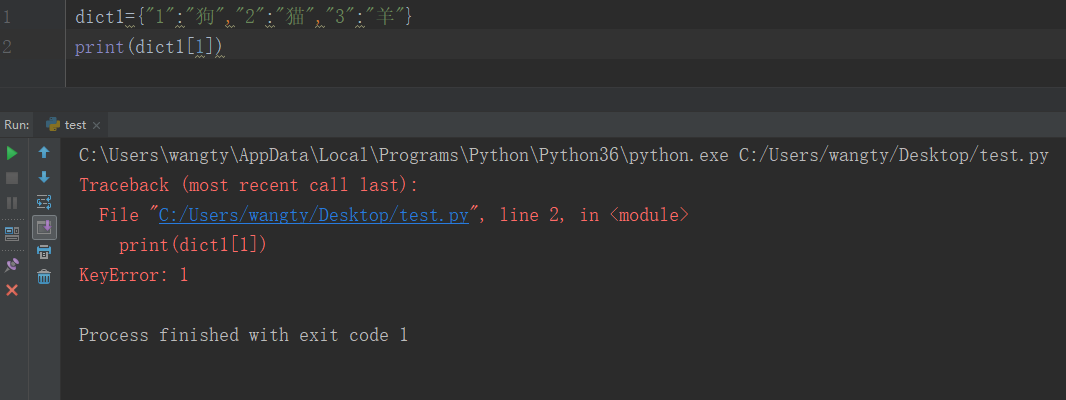 1 dict1={"1":"狗","2":"猫","3":"羊"}
2 print(dict1[1])
Run: test
C:\Users\wangty\AppData\Local\Programs\Python\Python36\python.exe C:/Users/wangty/Desktop/test.py
Traceback (most recent call last):
File "C:/Users/wangty/Desktop/test.py", line 2, in <module>
print(dict1[1])
KeyError: 1
Process finished with exit code 1